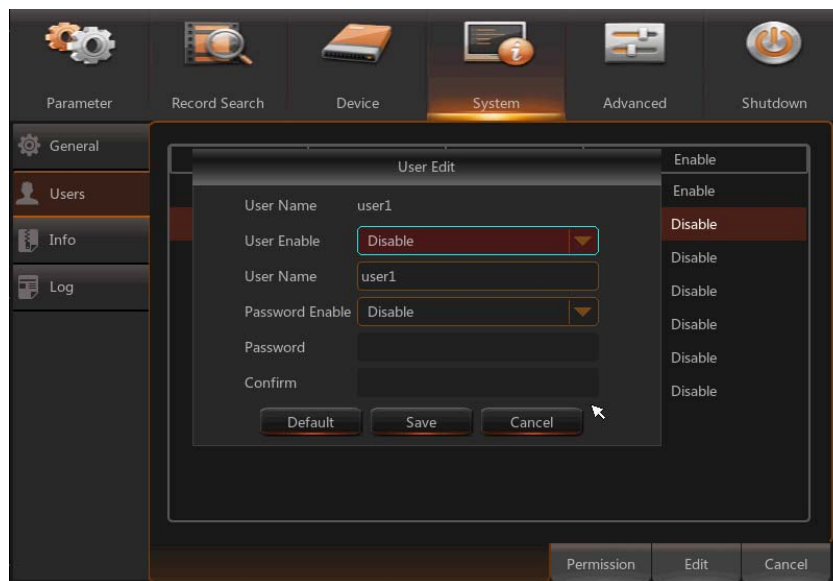 Parameter Record Search Device System Advanced Shutdown
General
Users
Info
Log
Enable
User Edit
Enable
User Name user1
Disable
User Enable Disable
Disable
User Name user1
Disable
Password Enable Disable
Disable
Password
Disable
Confirm
Disable
Default Save Cancel
Permission Edit Cancel